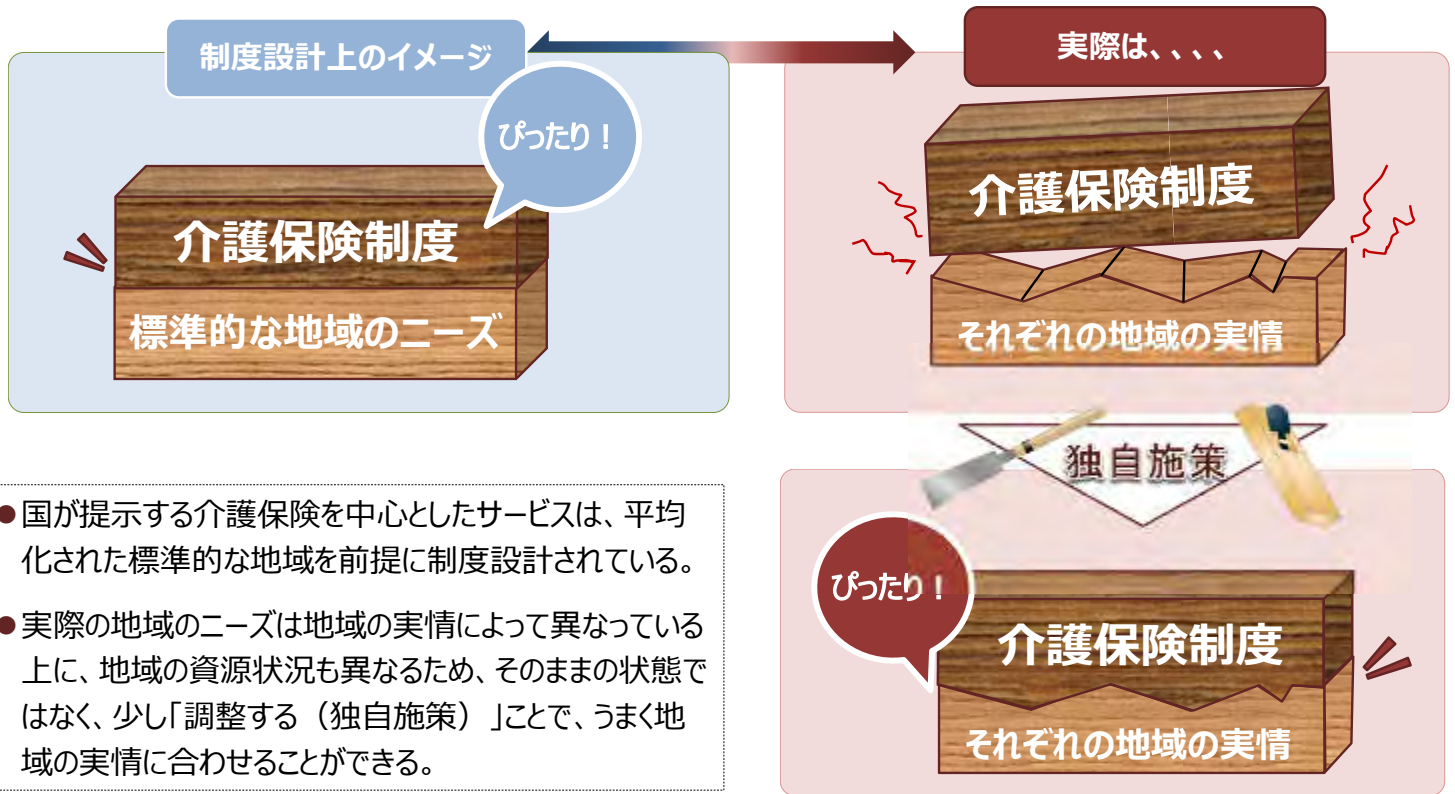 制度設計上のイメージ
ぴったり！
介護保険制度
標準的な地域のニーズ
実際は、、、、
介護保険制度
それぞれの地域の実情
独自施策
ぴったり！
介護保険制度
それぞれの地域の実情
●国が提示する介護保険を中心としたサービスは、平均
化された標準的な地域を前提に制度設計されている。
●実際の地域のニーズは地域の実情によって異なっている
上に、地域の資源状況も異なるため、そのままの状態で
はなく、少し「調整する（独自施策）」ことで、うまく地
域の実情に合わせることができる。